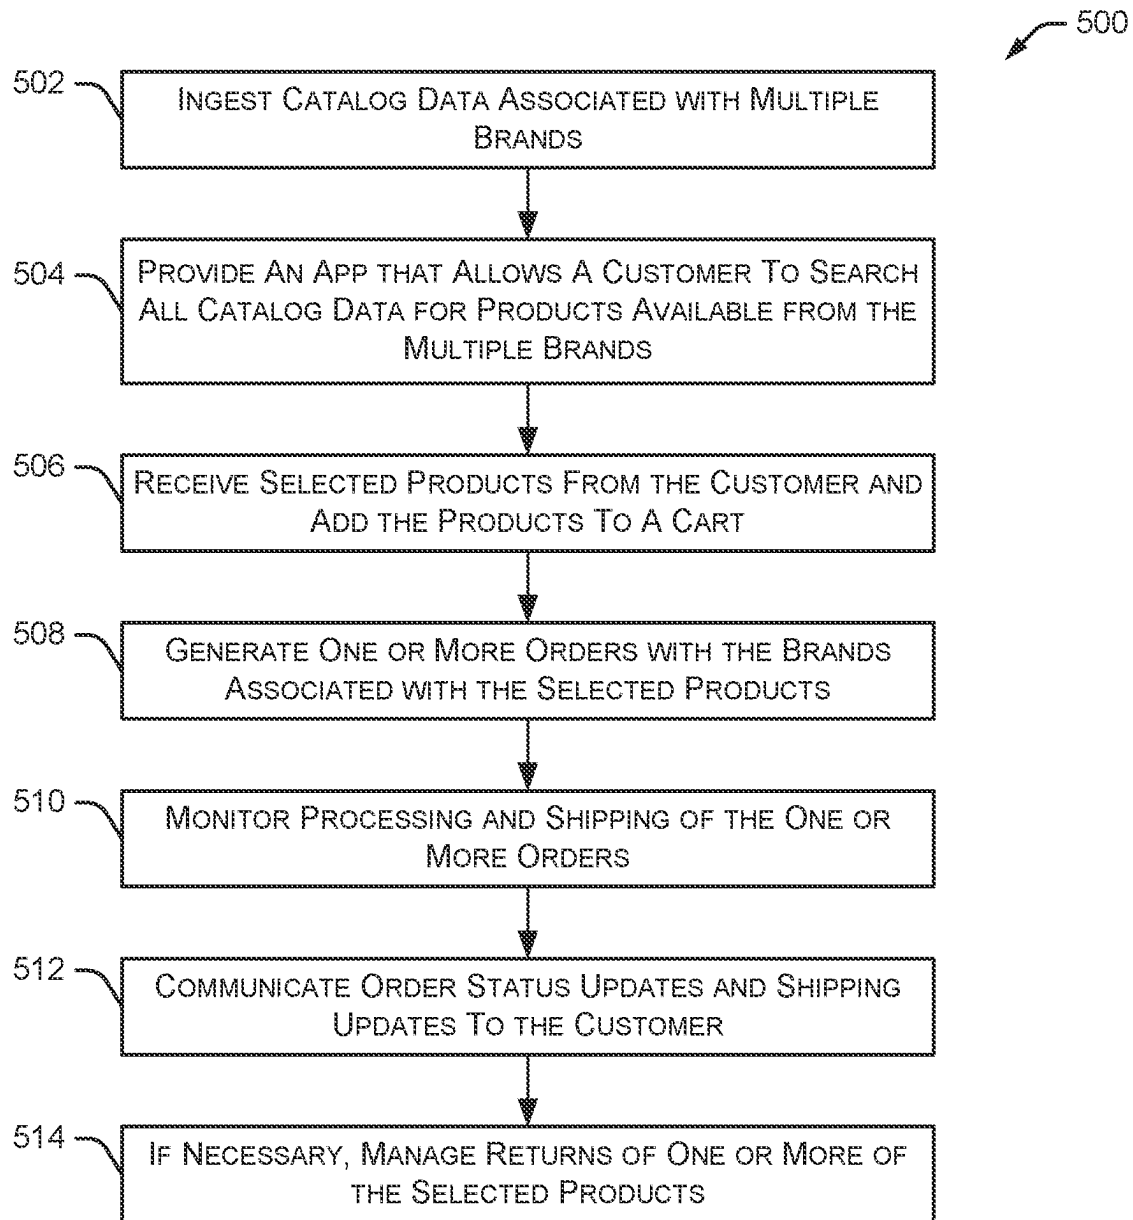 500
502
INGEST CATALOG DATA ASSOCIATED WITH MULTIPLE
BRANDS
504
PROVIDE AN APP THAT ALLOWS A CUSTOMER TO SEARCH
ALL CATALOG DATA FOR PRODUCTS AVAILABLE FROM THE
MULTIPLE BRANDS
506
RECEIVE SELECTED PRODUCTS FROM THE CUSTOMER AND
ADD THE PRODUCTS TO A CART
508
GENERATE ONE OR MORE ORDERS WITH THE BRANDS
ASSOCIATED WITH THE SELECTED PRODUCTS
510
MONITOR PROCESSING AND SHIPPING OF THE ONE OR
MORE ORDERS
512
COMMUNICATE ORDER STATUS UPDATES AND SHIPPING
UPDATES TO THE CUSTOMER
514
IF NECESSARY, MANAGE RETURNS OF ONE OR MORE OF
THE SELECTED PRODUCTS